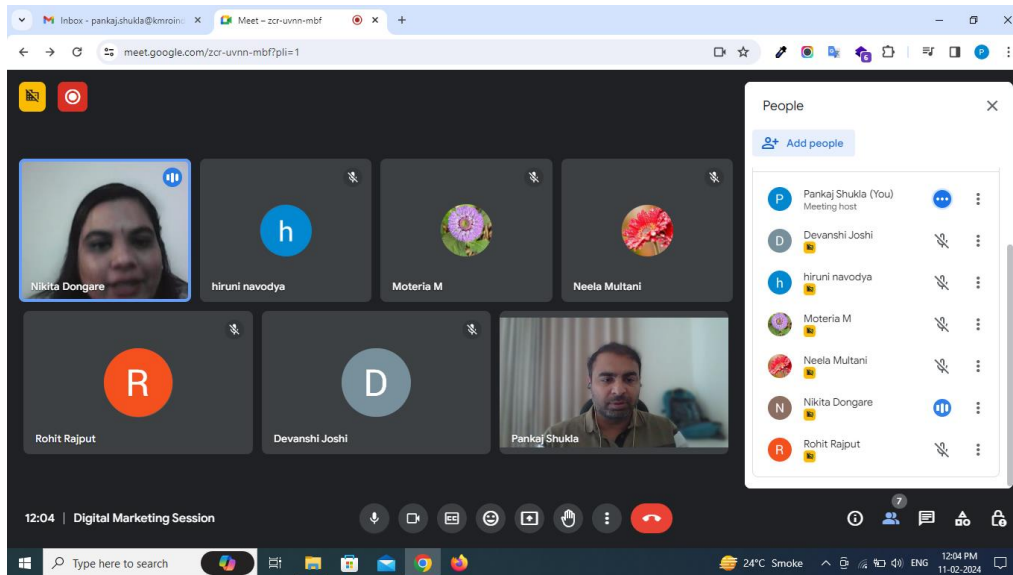 Inbox - pankaj.shukla@kmroind
Meet – zcr-uvnn-mbf
meet.google.com/zcr-uvnn-mbf?pli=1
6
P
People
Add people
P
Pankaj Shukla (You)
Meeting host
D
Devanshi Joshi
h
hiruni navodya
Moteria M
Neela Multani
N
Nikita Dongare
R
Rohit Rajput
Nikita Dongare
h
hiruni navodya
Moteria M
Neela Multani
R
Rohit Rajput
D
Devanshi Joshi
Pankaj Shukla
12:04 | Digital Marketing Session
CC
7
Type here to search
24°C Smoke
ENG
12:04 PM
11-02-2024